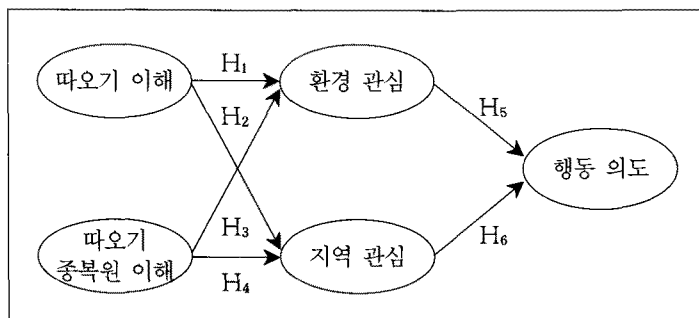 따오기 이해
H₁
환경 관심
H₂
H₅
행동 의도
따오기
종복원 이해
H₃
H₄
지역 관심
H₆